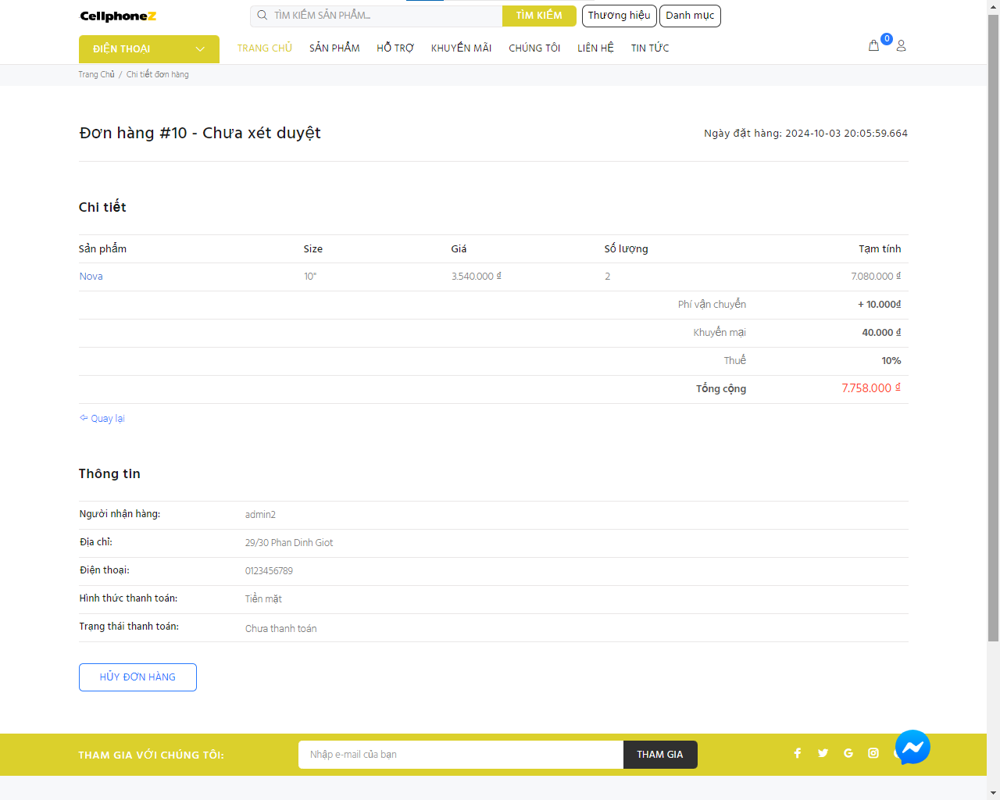 CellphoneZ
TÌM KIẾM SẢN PHẨM...
TÌM KIẾM
Thương hiệu
Danh mục
ĐIỆN THOẠI
TRANG CHỦ
SẢN PHẨM
HỖ TRỢ
KHUYẾN MÃI
CHÚNG TÔI
LIÊN HỆ
TIN TỨC
0
Trang Chủ / Chi tiết đơn hàng
Đơn hàng #10 - Chưa xét duyệt
Ngày đặt hàng: 2024-10-03 20:05:59.664
Chi tiết
Sản phẩm Size Giá Số lượng Tạm tính
Nova 10" 3.540.000 ₫ 2 7.080.000 ₫
Phí vận chuyển + 10.000₫
Khuyến mại 40.000 ₫
Thuế 10%
Tổng cộng 7.758.000 ₫
Quay lại
Thông tin
Người nhận hàng: admin2
Địa chỉ: 29/30 Phan Dinh Giot
Điện thoại: 0123456789
Hình thức thanh toán: Tiền mặt
Trạng thái thanh toán: Chưa thanh toán
HỦY ĐƠN HÀNG
THAM GIA VỚI CHÚNG TÔI:
Nhập e-mail của bạn
THAM GIA